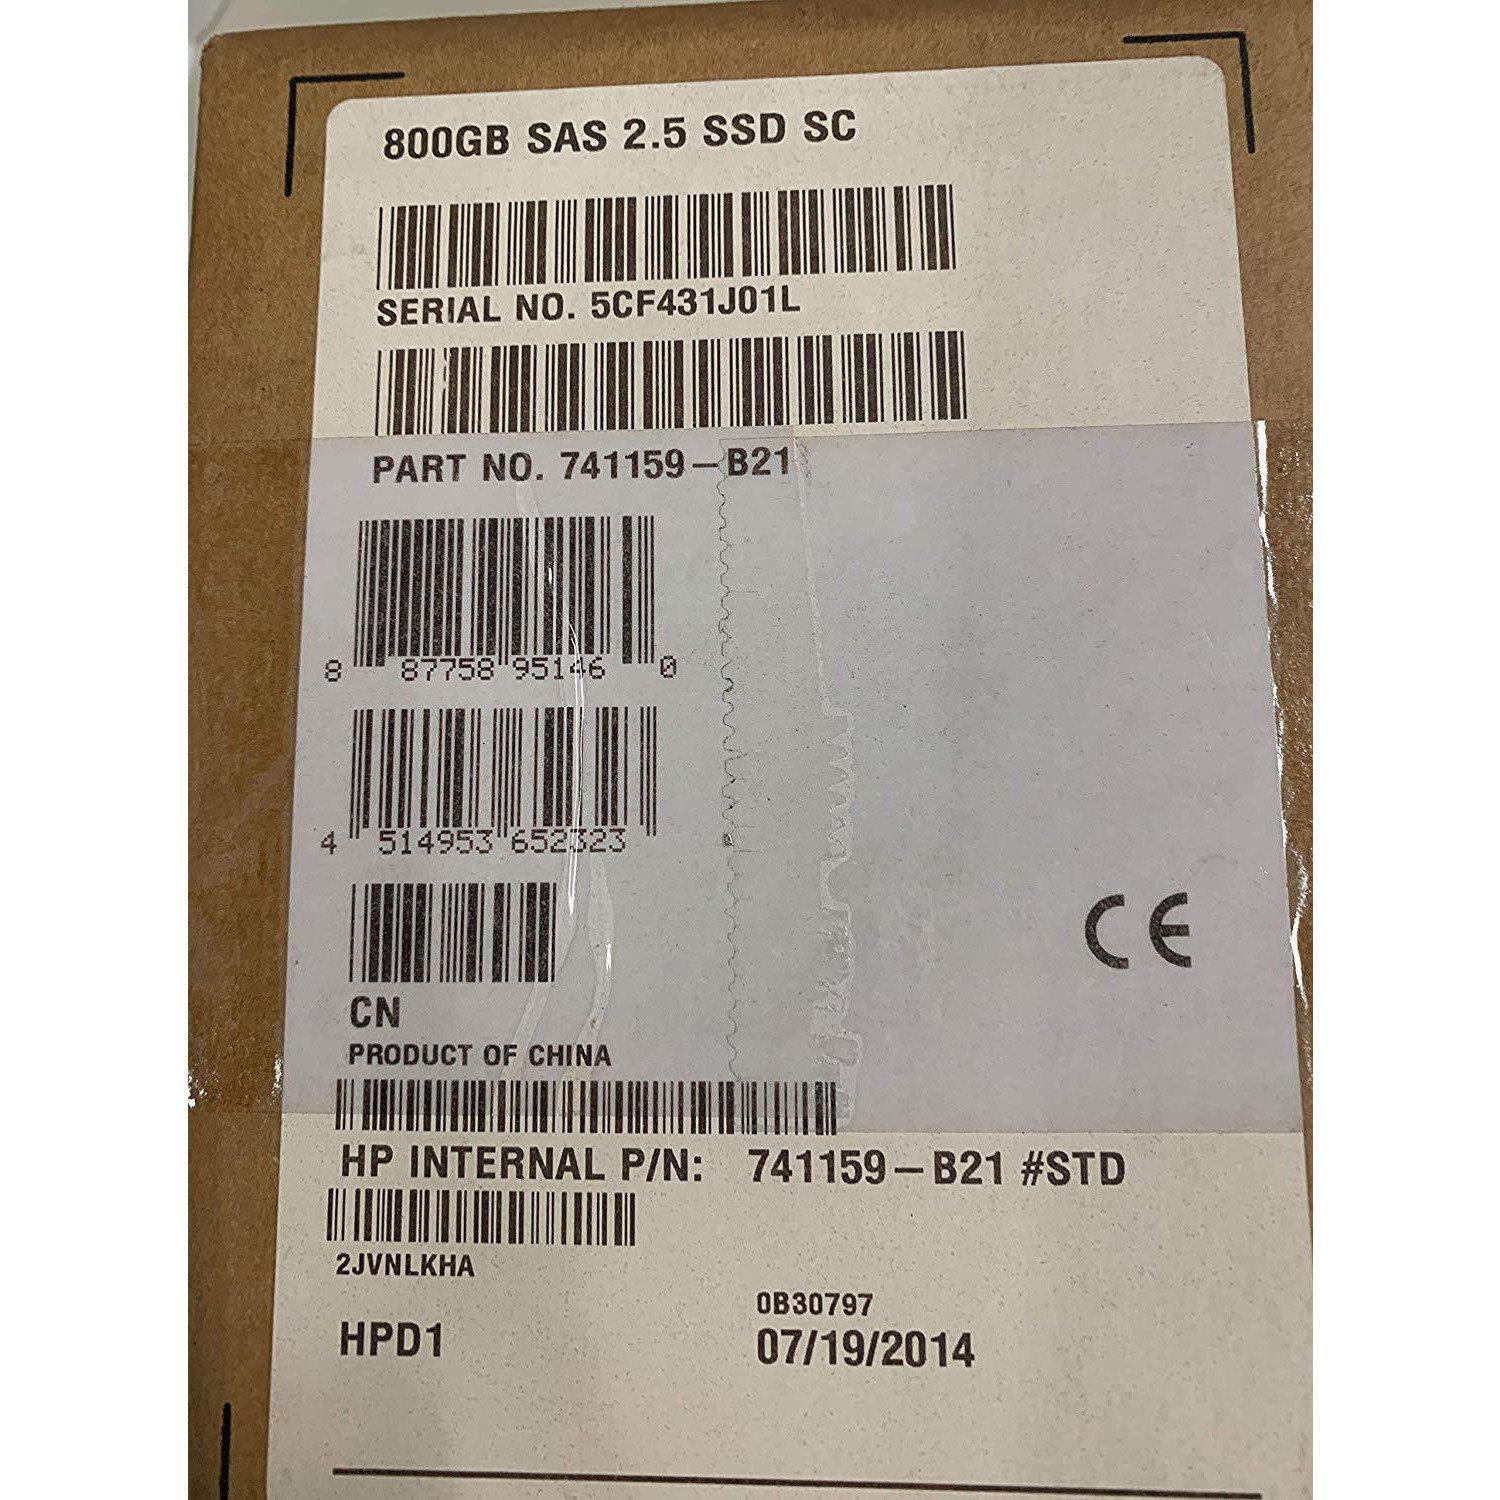 800GB SAS 2.5 SSD SC
SERIAL NO. 5CF431J01L
PART NO. 741159-B21
8 87758 95146 0
4 514953 652323
CN
CE
PRODUCT OF CHINA
HP INTERNAL P/N: 741159-B21 #STD
2JVNLKHA
0B30797
HPD1 07/19/2014